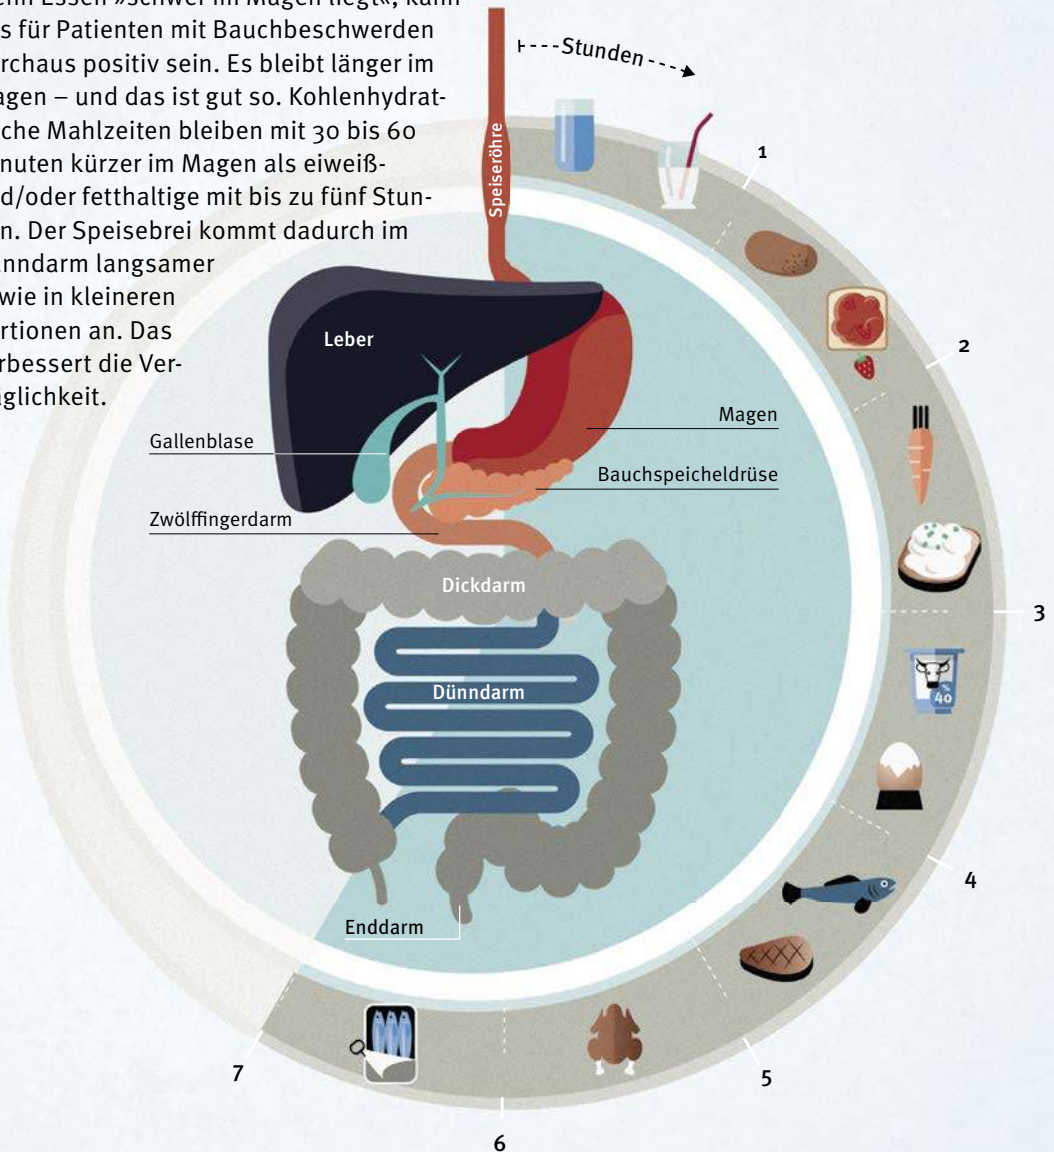 Essen »schwer im Magen liegt«, kann
s für Patienten mit Bauchbeschwerden
rchaus positiv sein. Es bleibt länger im
agen – und das ist gut so. Kohlenhydrat-
che Mahlzeiten bleiben mit 30 bis 60
nuten kürzer im Magen als eiweiß-
d/oder fetthaltige mit bis zu fünf Stun-
n. Der Speisebrei kommt dadurch im
nndarm langsamer
wie in kleineren
rtionen an. Das
rbessert die Ver-
äglichkeit.
Stunden
Speiseröhre
1
2
3
4
5
6
7
Leber
Gallenblase
Zwölffingerdarm
Magen
Bauchspeicheldrüse
Dickdarm
Dünndarm
Enddarm
%
40